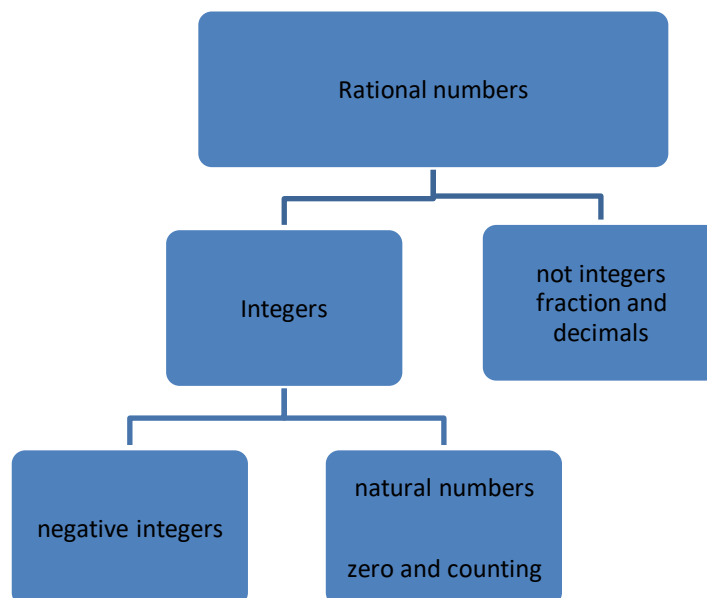 Rational numbers
Integers
not integers
fraction and
decimals
negative integers
natural numbers
zero and counting